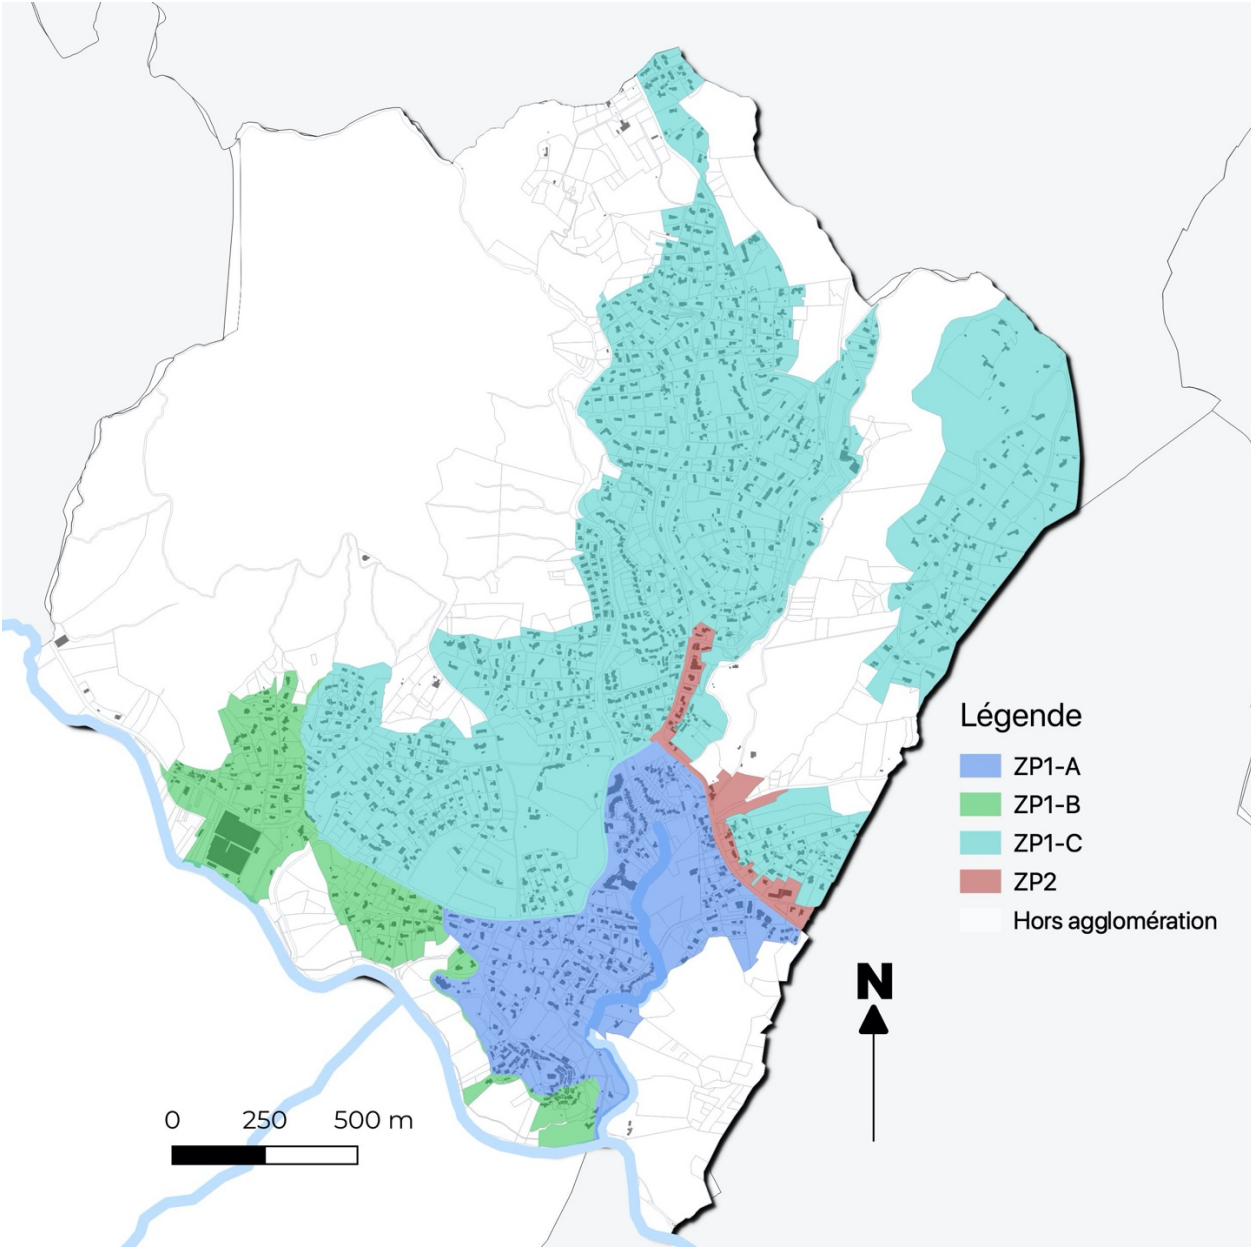 Légende
ZP1-A
ZP1-B
ZP1-C
ZP2
Hors agglomération
N
0 250 500 m